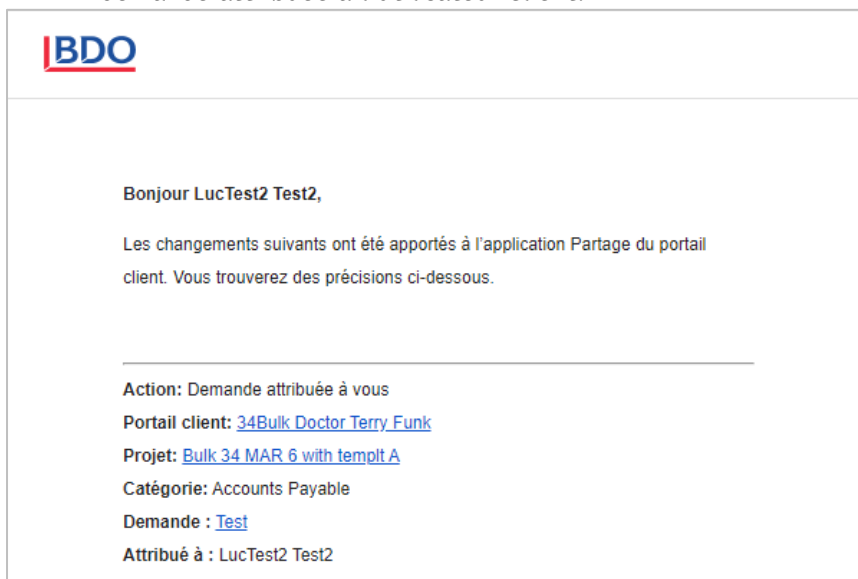 BDO
Bonjour LucTest2 Test2,
Les changements suivants ont été apportés à l'application Partage du portail
client. Vous trouverez des précisions ci-dessous.
Action: Demande attribuée à vous
Portail client: 34Bulk Doctor Terry Funk
Projet: Bulk 34 MAR 6 with templt A
Catégorie: Accounts Payable
Demande : Test
Attribué à : LucTest2 Test2